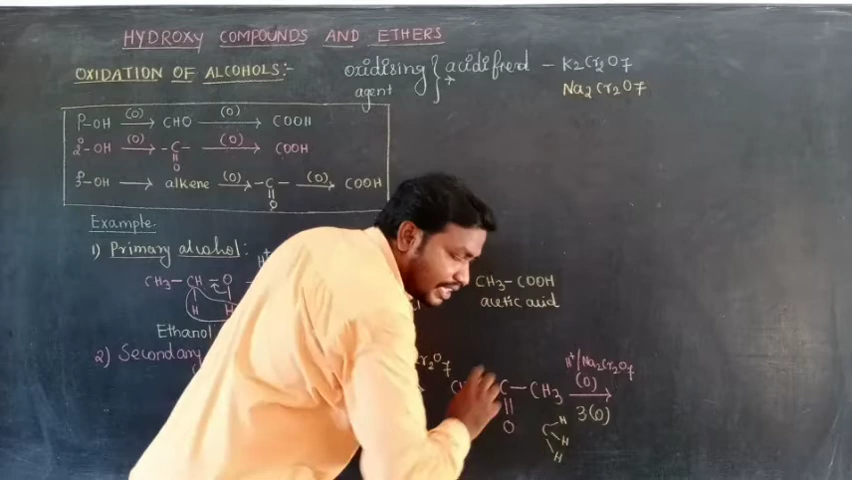 HYDROXY COMPOUNDS AND ETHERS
OXIDATION OF ALCOHOLS:-
oxidising agent { acidified – K2Cr2O7
Na2Cr2O7
1°-OH (O)→ CHO (O)→ COOH
2°-OH (O)→ -C- (O)→ COOH
O
3°-OH → alkene (O)→ -C- (O)→ COOH
O
Example.
1) Primary alcohol:
H+
CH3-CH-O
H H
Ethanol
CH3-COOH
acetic acid
2) Secondary
C-CH3
O
H+/Na2Cr2O7
(O)→
3(O)
C H
H
H